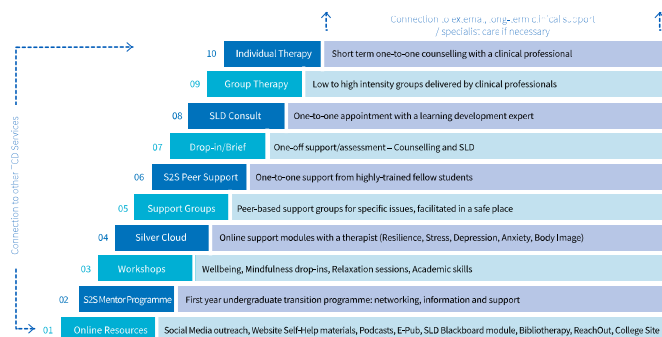 Connection to external, long-term clinical support
/ specialist care if necessary
10 Individual Therapy Short term one-to-one counselling with a clinical professional
09 Group Therapy Low to high intensity groups delivered by clinical professionals
08 SLD Consult One-to-one appointment with a learning development expert
07 Drop-in/Brief One-off support/assessment – Counselling and SLD
06 S2S Peer Support One-to-one support from highly-trained fellow students
05 Support Groups Peer-based support groups for specific issues, facilitated in a safe place
04 Silver Cloud Online support modules with a therapist (Resilience, Stress, Depression, Anxiety, Body Image)
03 Workshops Wellbeing, Mindfulness drop-ins, Relaxation sessions, Academic skills
02 S2S Mentor Programme First year undergraduate transition programme: networking, information and support
01 Online Resources Social Media outreach, Website Self-Help materials, Podcasts, E-Pub, SLD Blackboard module, Bibliotherapy, ReachOut, College Site
Connection to other TCD Services